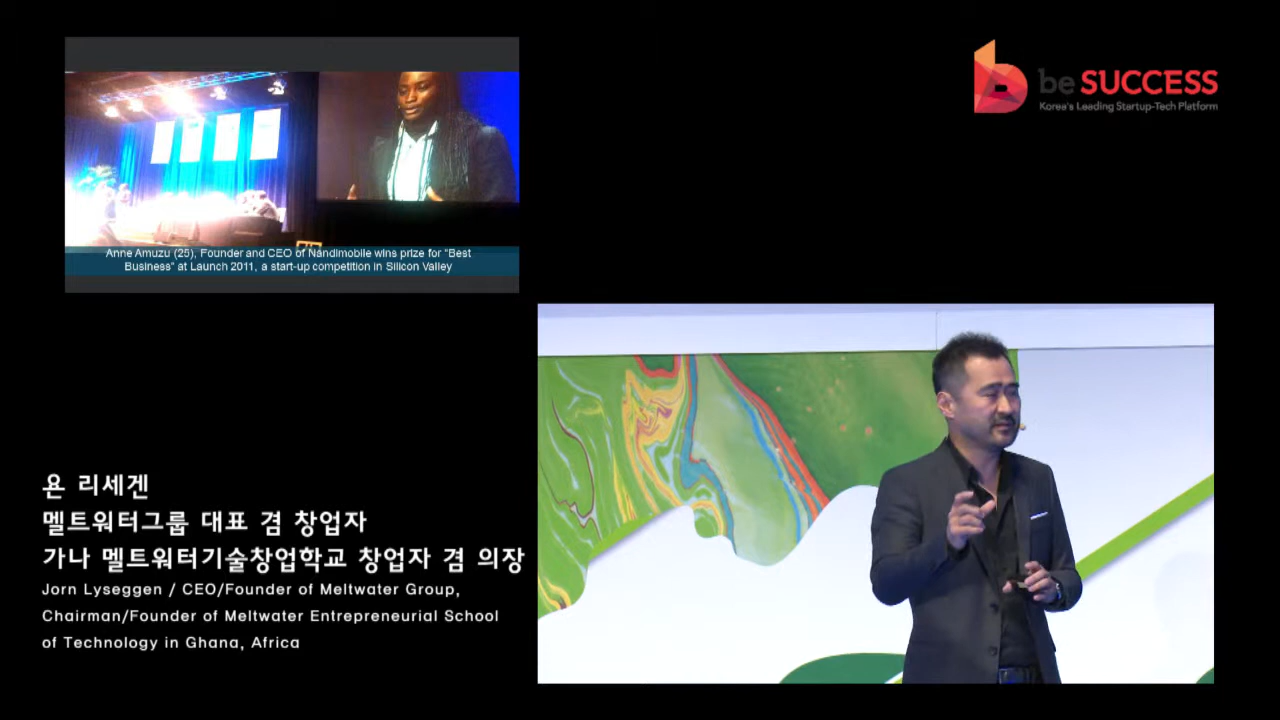 be SUCCESS
Korea's Leading Startup-Tech Platform
Anne Amuzu (25), Founder and CEO of Nandimobile wins prize for "Best
Business" at Launch 2011, a start-up competition in Silicon Valley
욘 리세겐
멜트워터그룹 대표 겸 창업자
가나 멜트워터기술창업학교 창업자 겸 의장
Jorn Lyseggen / CEO/Founder of Meltwater Group,
Chairman/Founder of Meltwater Entrepreneurial School
of Technology in Ghana, Africa